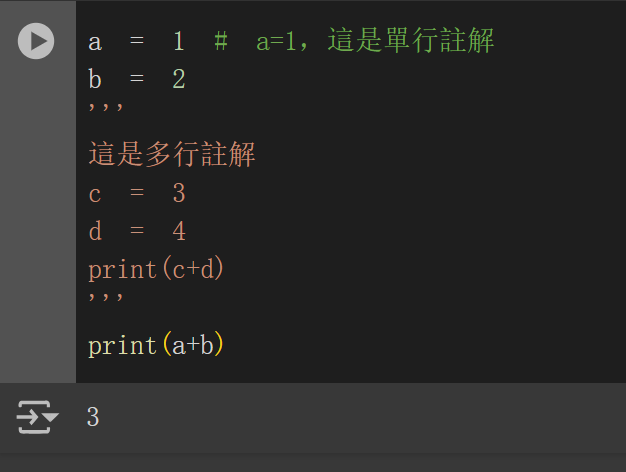 a = 1 # a=1，這是單行註解
b = 2
'''
這是多行註解
c = 3
d = 4
print(c+d)
'''
print(a+b)
3